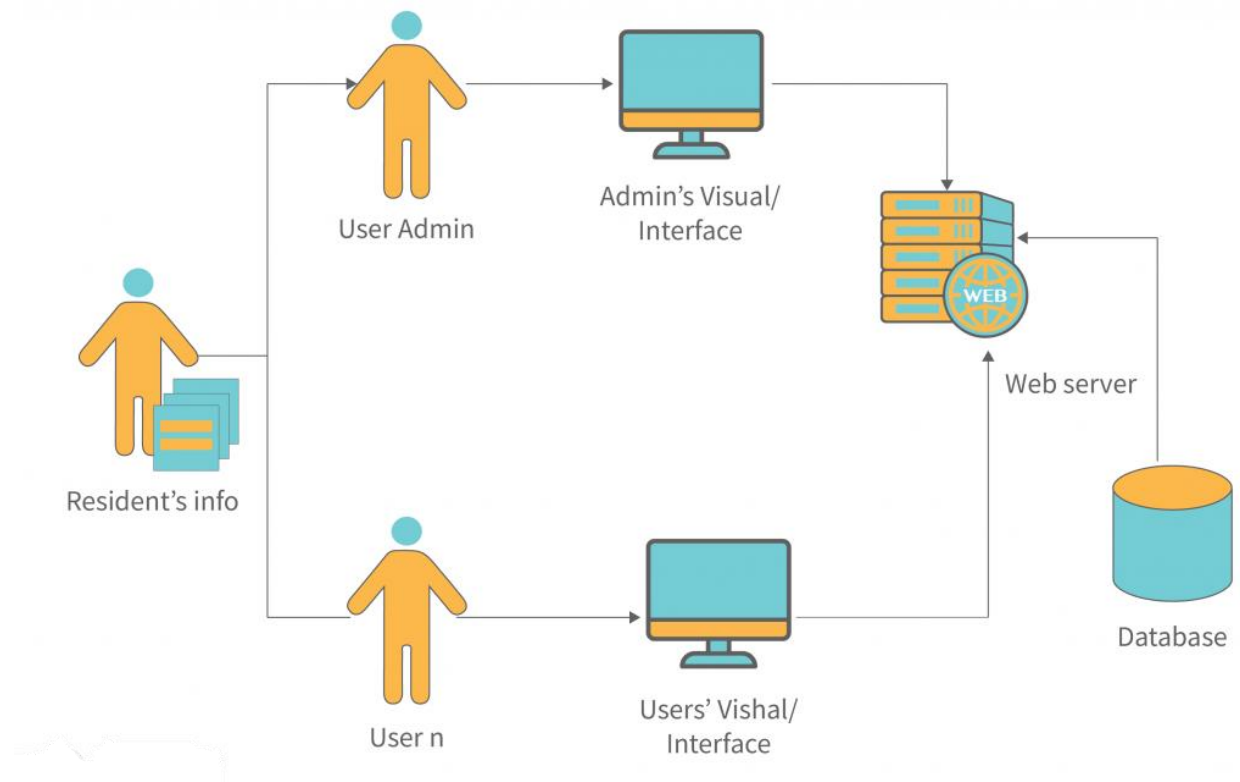 User Admin
Admin's Visual/
Interface
WEB
Web server
Resident's info
Database
User n
Users' Vishal/
Interface